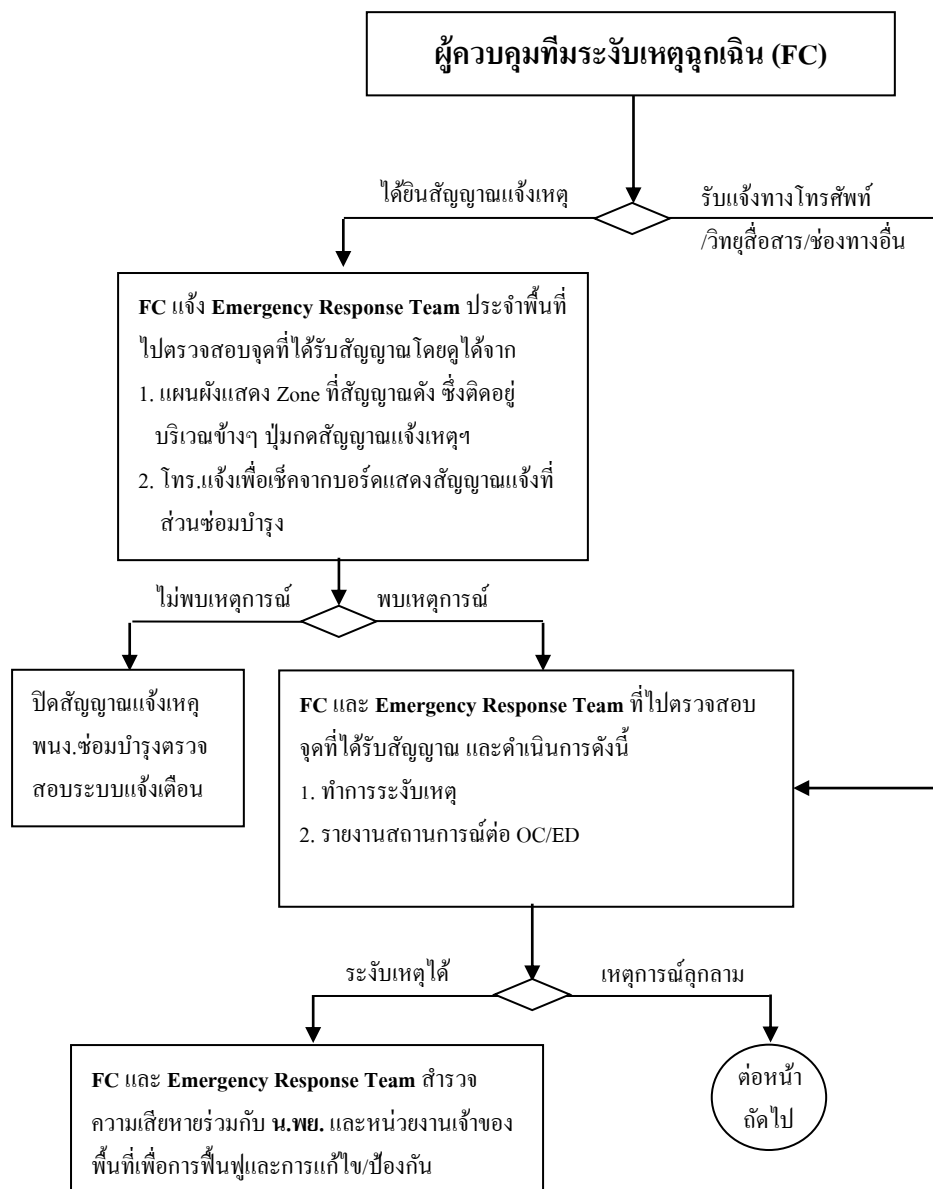 ผู้ควบคุมทีมระงับเหตุฉุกเฉิน (FC)
ได้ยินสัญญาณแจ้งเหตุ
รับแจ้งทางโทรศัพท์
/วิทยุสื่อสาร/ช่องทางอื่น
FC แจ้ง Emergency Response Team ประจำพื้นที่
ไปตรวจสอบจุดที่ได้รับสัญญาณโดยดูได้จาก
1. แผนผังแสดง Zone ที่สัญญาณดัง ซึ่งติดอยู่
บริเวณข้างๆ ปุ่มกดสัญญาณแจ้งเหตุฯ
2. โทร.แจ้งเพื่อเช็คจากบอร์ดแสดงสัญญาณแจ้งที่
ส่วนซ่อมบำรุง
ไม่พบเหตุการณ์
พบเหตุการณ์
ปิดสัญญาณแจ้งเหคุ
พนง.ซ่อมบำรุงตรวจ
สอบระบบแจ้งเตือน
FC และ Emergency Response Team ที่ไปตรวจสอบ
จุดที่ได้รับสัญญาณ และดำเนินการดังนี้
1. ทำการระงับเหตุ
2. รายงานสถานการณ์ต่อ OC/ED
ระงับเหตุได้
เหตุการณ์ลุกลาม
FC และ Emergency Response Team สำรวจ
ความเสียหายร่วมกับ น.พย. และหน่วยงานเจ้าของ
พื้นที่เพื่อการฟื้นฟูและการแก้ไข/ป้องกัน
ต่อหน้า
ถัดไป